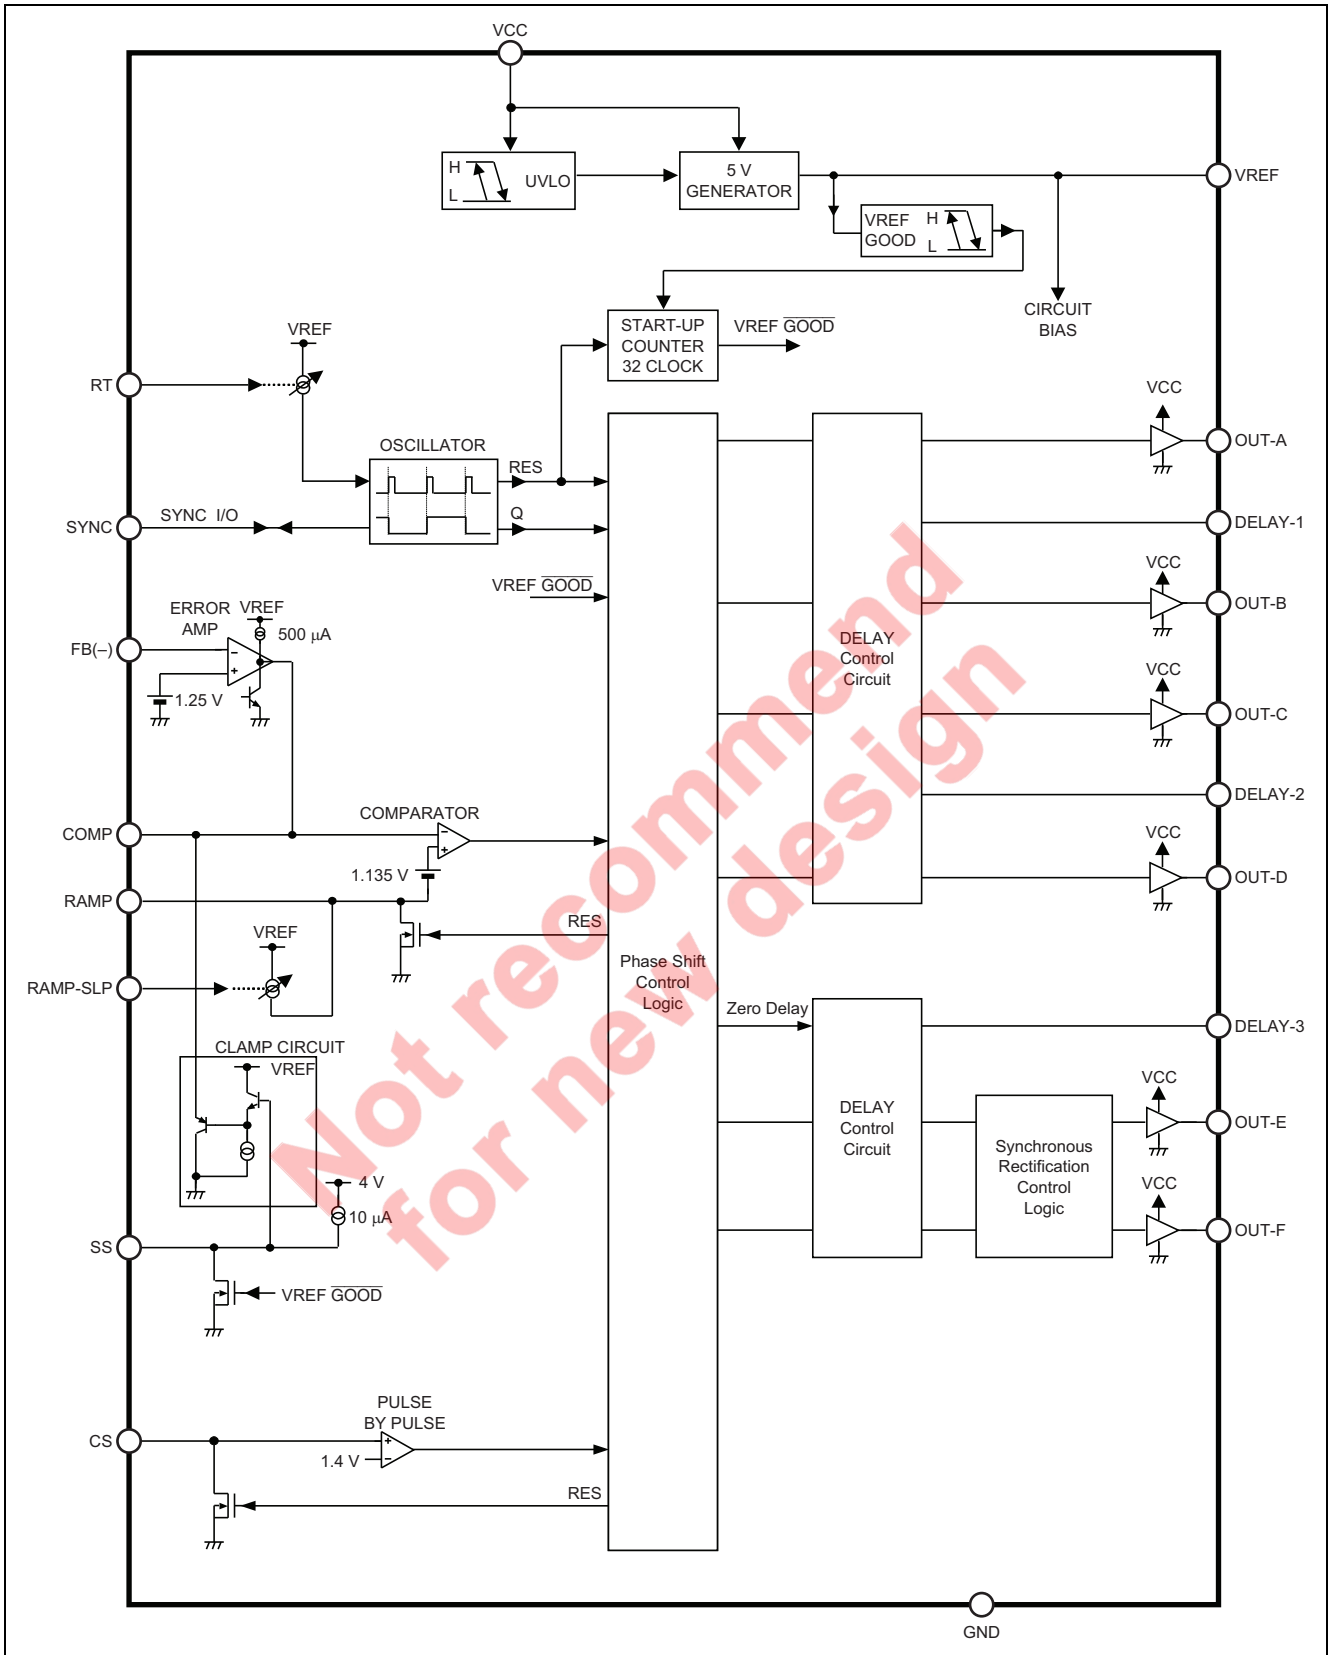 VCC
H
L
UVLO
5 V
GENERATOR
VREF
VREF
GOOD
H
L
CIRCUIT
BIAS
START-UP
COUNTER
32 CLOCK
VREF GOOD
VREF
RT
OSCILLATOR
RES
Q
SYNC
SYNC I/O
VREF GOOD
VCC
OUT-A
DELAY-1
VCC
OUT-B
DELAY
Control
Circuit
VCC
OUT-C
DELAY-2
VCC
OUT-D
ERROR
AMP
VREF
500 µA
FB(–)
−
+
1.25 V
COMP
COMPARATOR
−
+
1.135 V
RAMP
RES
VREF
RAMP-SLP
Phase Shift
Control
Logic
Zero Delay
DELAY-3
CLAMP CIRCUIT
VREF
4 V
10 µA
SS
VREF GOOD
DELAY
Control
Circuit
Synchronous
Rectification
Control
Logic
VCC
OUT-E
VCC
OUT-F
PULSE
BY PULSE
CS
+
−
1.4 V
RES
GND
Not recommend
for new design